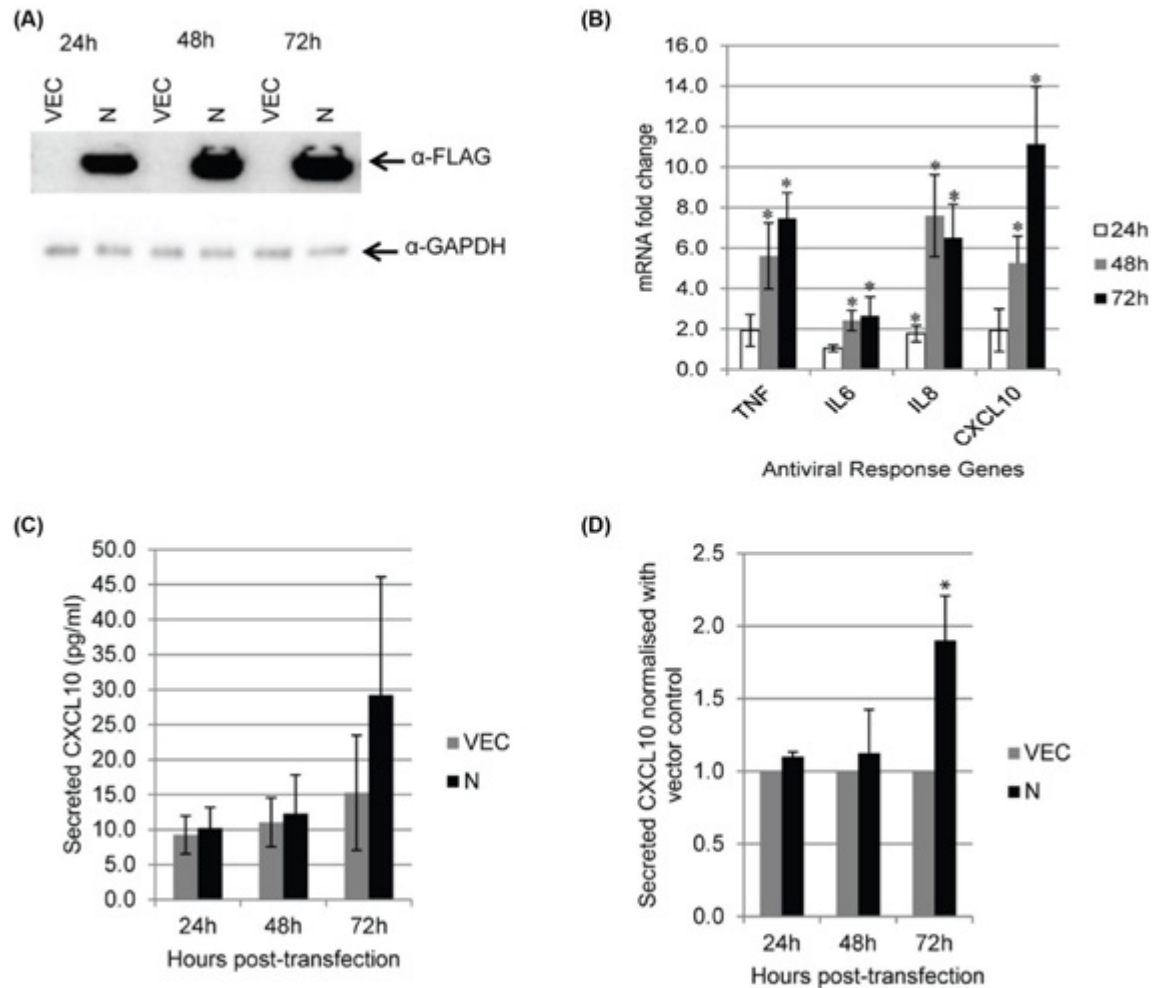 (A)
24h 48h 72h
VEC N VEC N VEC N
α-FLAG
α-GAPDH
(B)
16.0
14.0
12.0
10.0
8.0
6.0
4.0
2.0
0.0
mRNA fold change
* * * * * * * * *
24h
48h
72h
TNF IL6 IL8 CXCL10
Antiviral Response Genes
(C)
50.0
45.0
40.0
35.0
30.0
25.0
20.0
15.0
10.0
5.0
0.0
Secreted CXCL10 (pg/ml)
VEC
N
24h 48h 72h
Hours post-transfection
(D)
2.5
2.0
1.5
1.0
0.5
0.0
Secreted CXCL10 normalised with
vector control
*
VEC
N
24h 48h 72h
Hours post-transfection